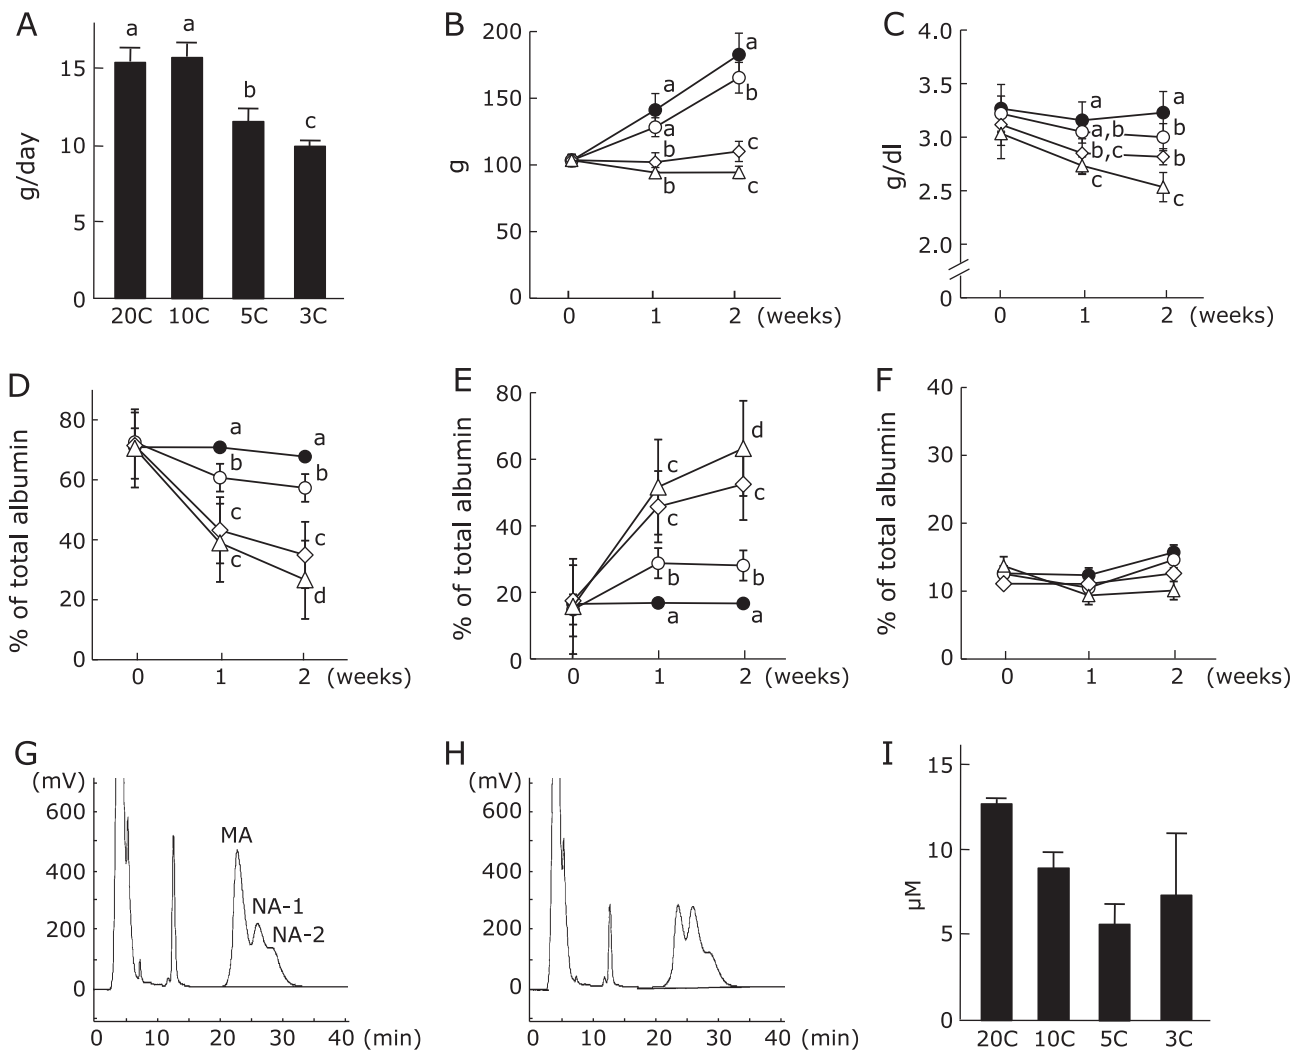 A
g/day
15
10
5
0
a
a
b
c
20C 10C 5C 3C
B
g
200
150
100
50
0
a
a
b
a
b
c
b
c
0 1 2 (weeks)
C
g/dl
4.0
3.5
3.0
2.5
2.0
0
a
a
a,b
b
b,c
b
c
c
0 1 2 (weeks)
D
% of total albumin
80
60
40
20
0
a
a
b
b
c
c
c
d
0 1 2 (weeks)
E
% of total albumin
80
60
40
20
0
d
c
c
c
b
b
a
a
0 1 2 (weeks)
F
% of total albumin
40
30
20
10
0
0 1 2 (weeks)
G
(mV)
600
400
200
0
MA
NA-1
NA-2
0 10 20 30 40 (min)
H
(mV)
600
400
200
0
0 10 20 30 40 (min)
I
µM
15
10
5
0
20C 10C 5C 3C